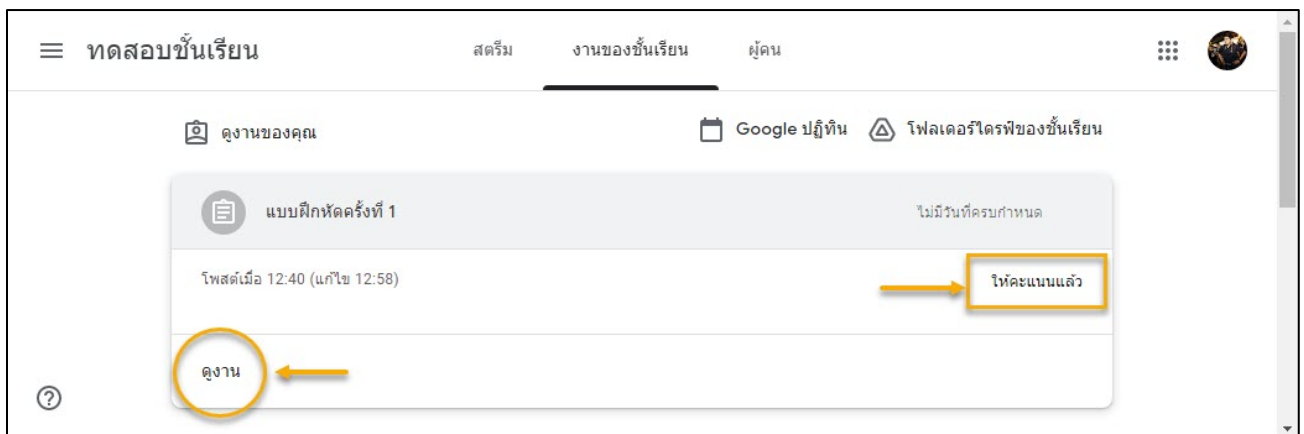 ทดสอบชั้นเรียน สตรีม งานของชั้นเรียน ผู้คน
ดูงานของคุณ Google ปฏิทิน โฟลเดอร์ไดรฟ์ของชั้นเรียน
แบบฝึกหัดครั้งที่ 1 ไม่มีวันที่ครบกำหนด
โพสต์เมื่อ 12:40 (แก้ไข 12:58) ให้คะแนนแล้ว
ดูงาน